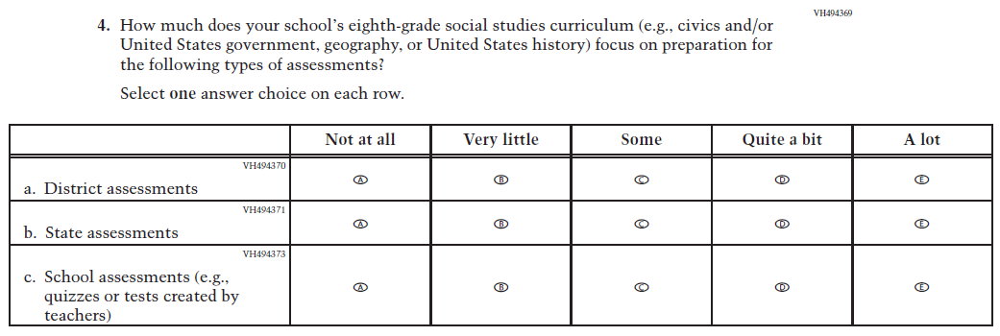 VH494369
4. How much does your school's eighth-grade social studies curriculum (e.g., civics and/or
United States government, geography, or United States history) focus on preparation for
the following types of assessments?
Select one answer choice on each row.
Not at all Very little Some Quite a bit A lot
VH494370
a. District assessments A B C D E
VH494371
b. State assessments A B C D E
VH494373
c. School assessments (e.g.,
quizzes or tests created by A B C D E
teachers)